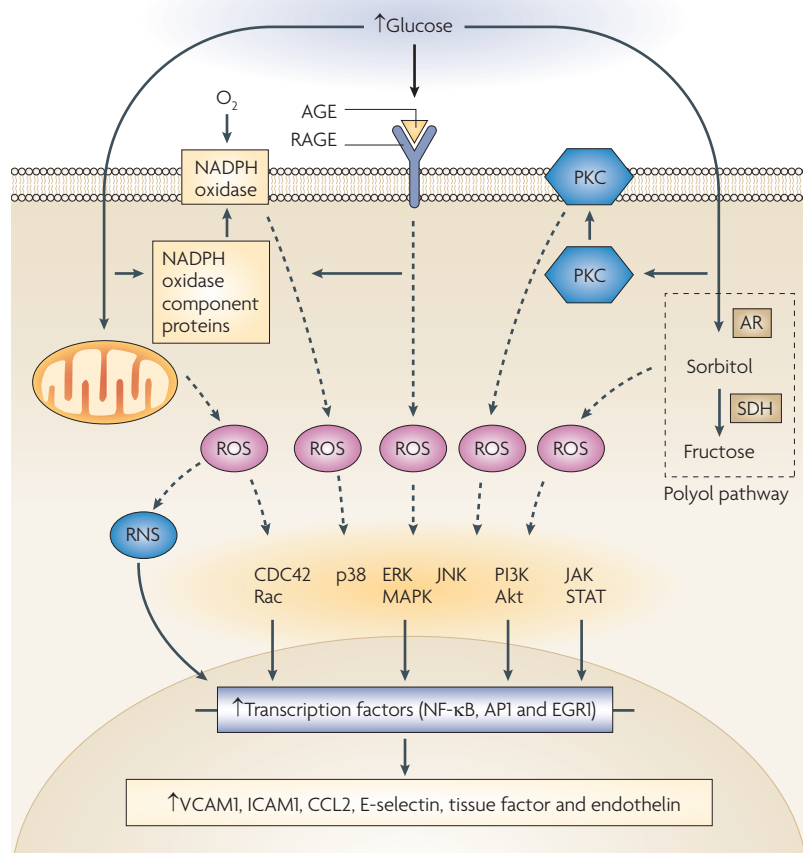 ↑Glucose
O2
AGE
RAGE
NADPH
oxidase
PKC
NADPH
oxidase
component
proteins
PKC
AR
Sorbitol
SDH
Fructose
Polyol pathway
ROS
ROS
ROS
ROS
ROS
RNS
CDC42
Rac
p38
ERK
MAPK
JNK
PI3K
Akt
JAK
STAT
↑Transcription factors (NF-κB, AP1 and EGR1)
↑VCAM1, ICAM1, CCL2, E-selectin, tissue factor and endothelin